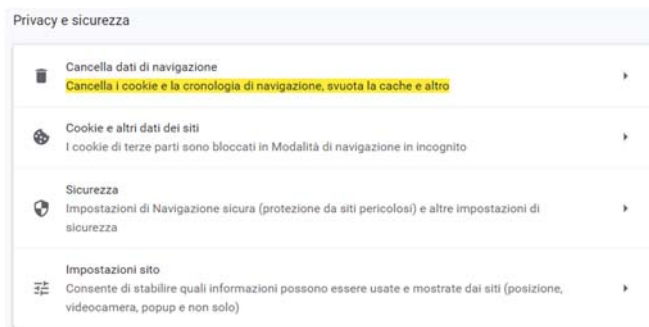 Privacy e sicurezza
Cancella dati di navigazione
Cancella i cookie e la cronologia di navigazione, svuota la cache e altro
Cookie e altri dati dei siti
I cookie di terze parti sono bloccati in Modalità di navigazione in incognito
Sicurezza
Impostazioni di Navigazione sicura (protezione da siti pericolosi) e altre impostazioni di
sicurezza
Impostazioni sito
Consente di stabilire quali informazioni possono essere usate e mostrate dai siti (posizione,
videocamera, popup e non solo)